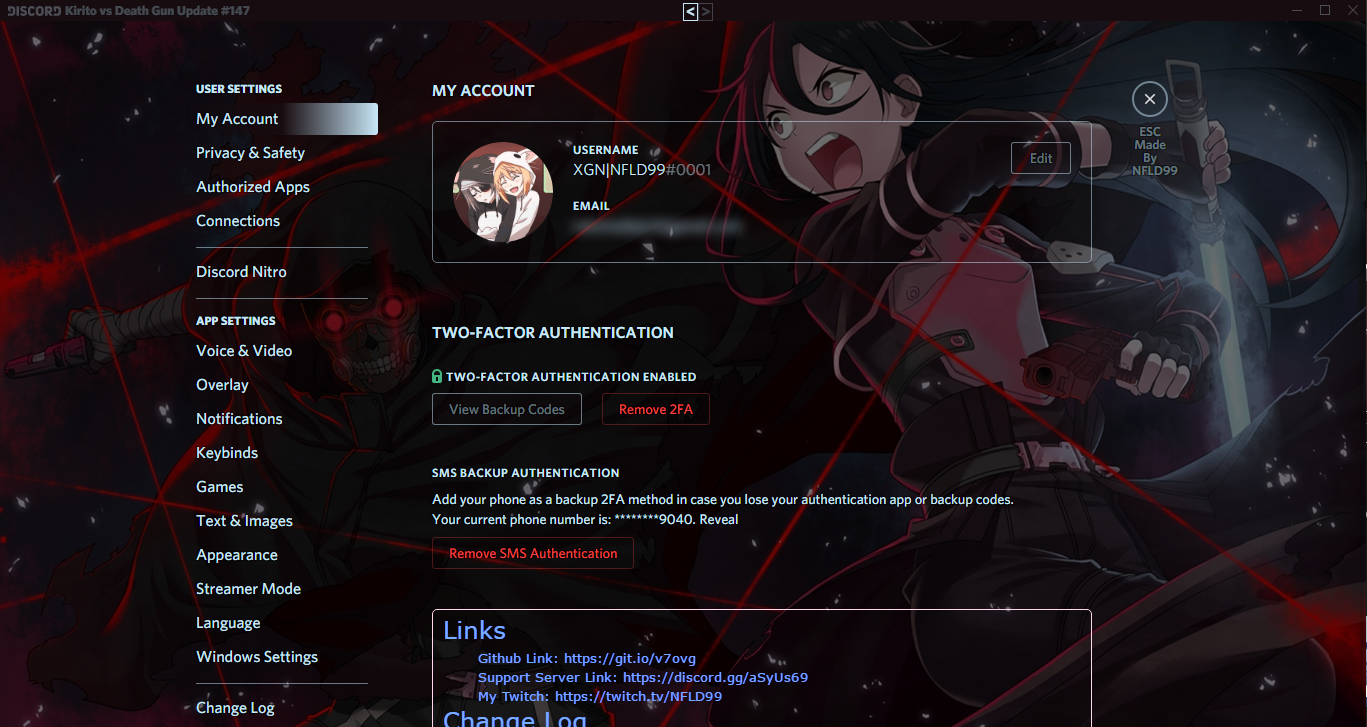 DISCORD Kirito vs Death Gun Update #147
< >
USER SETTINGS
My Account
Privacy & Safety
Authorized Apps
Connections
Discord Nitro
APP SETTINGS
Voice & Video
Overlay
Notifications
Keybinds
Games
Text & Images
Appearance
Streamer Mode
Language
Windows Settings
Change Log
MY ACCOUNT
USERNAME
XGN|NFLD99#0001
Edit
EMAIL
ESC
Made
By
NFLD99
TWO-FACTOR AUTHENTICATION
TWO-FACTOR AUTHENTICATION ENABLED
View Backup Codes
Remove 2FA
SMS BACKUP AUTHENTICATION
Add your phone as a backup 2FA method in case you lose your authentication app or backup codes.
Your current phone number is: ********9040. Reveal
Remove SMS Authentication
Links
Github Link: https://git.io/v7ovg
Support Server Link: https://discord.gg/aSyUs69
My Twitch: https://twitch.tv/NFLD99
Change Log